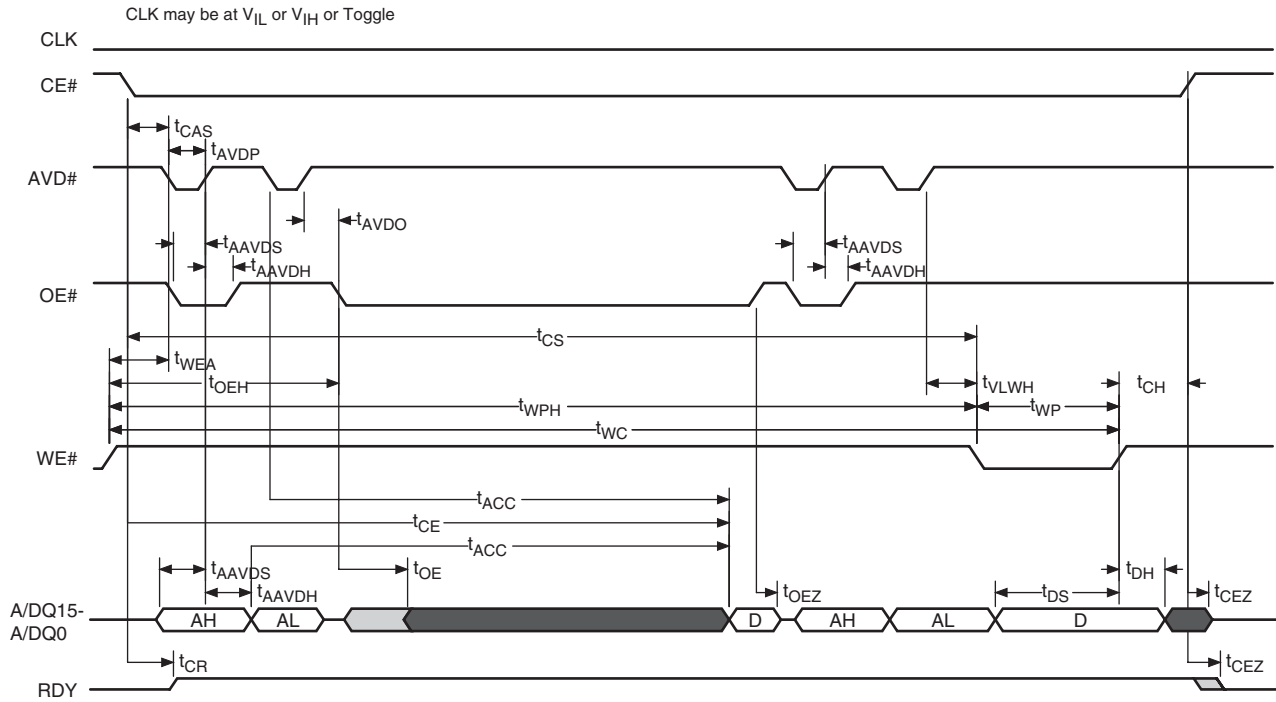 CLK may be at VIL or VIH or Toggle
CLK
CE#
tCAS
tAVDP
AVD#
tAVDO
tAAVDS
tAAVDS
tAAVDH
tAAVDH
OE#
tCS
tWEA
tOEH
tVLWH
tCH
tWPH
tWP
tWC
WE#
tACC
tCE
tACC
tAAVDS
tOE
tDH
tAAVDH
tOEZ
tDS
tCEZ
A/DQ15-
A/DQ0
AH
AL
D
AH
AL
D
tCR
tCEZ
RDY